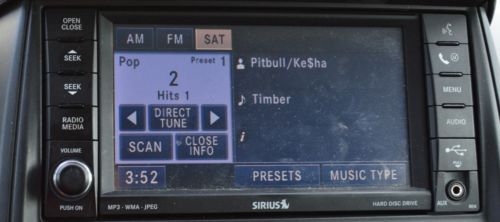 OPEN
CLOSE
SEEK
SEEK
RADIO
MEDIA
VOLUME
PUSH ON
AM FM SAT
Pop Preset 1
2
Hits 1
DIRECT
TUNE
SCAN
CLOSE
INFO
3:52
Pitbull/Ke$ha
Timber
i
PRESETS
MUSIC TYPE
MP3 · WMA · JPEG
SIRIUS
HARD DISC DRIVE
MENU
AUDIO
PULL
AUX